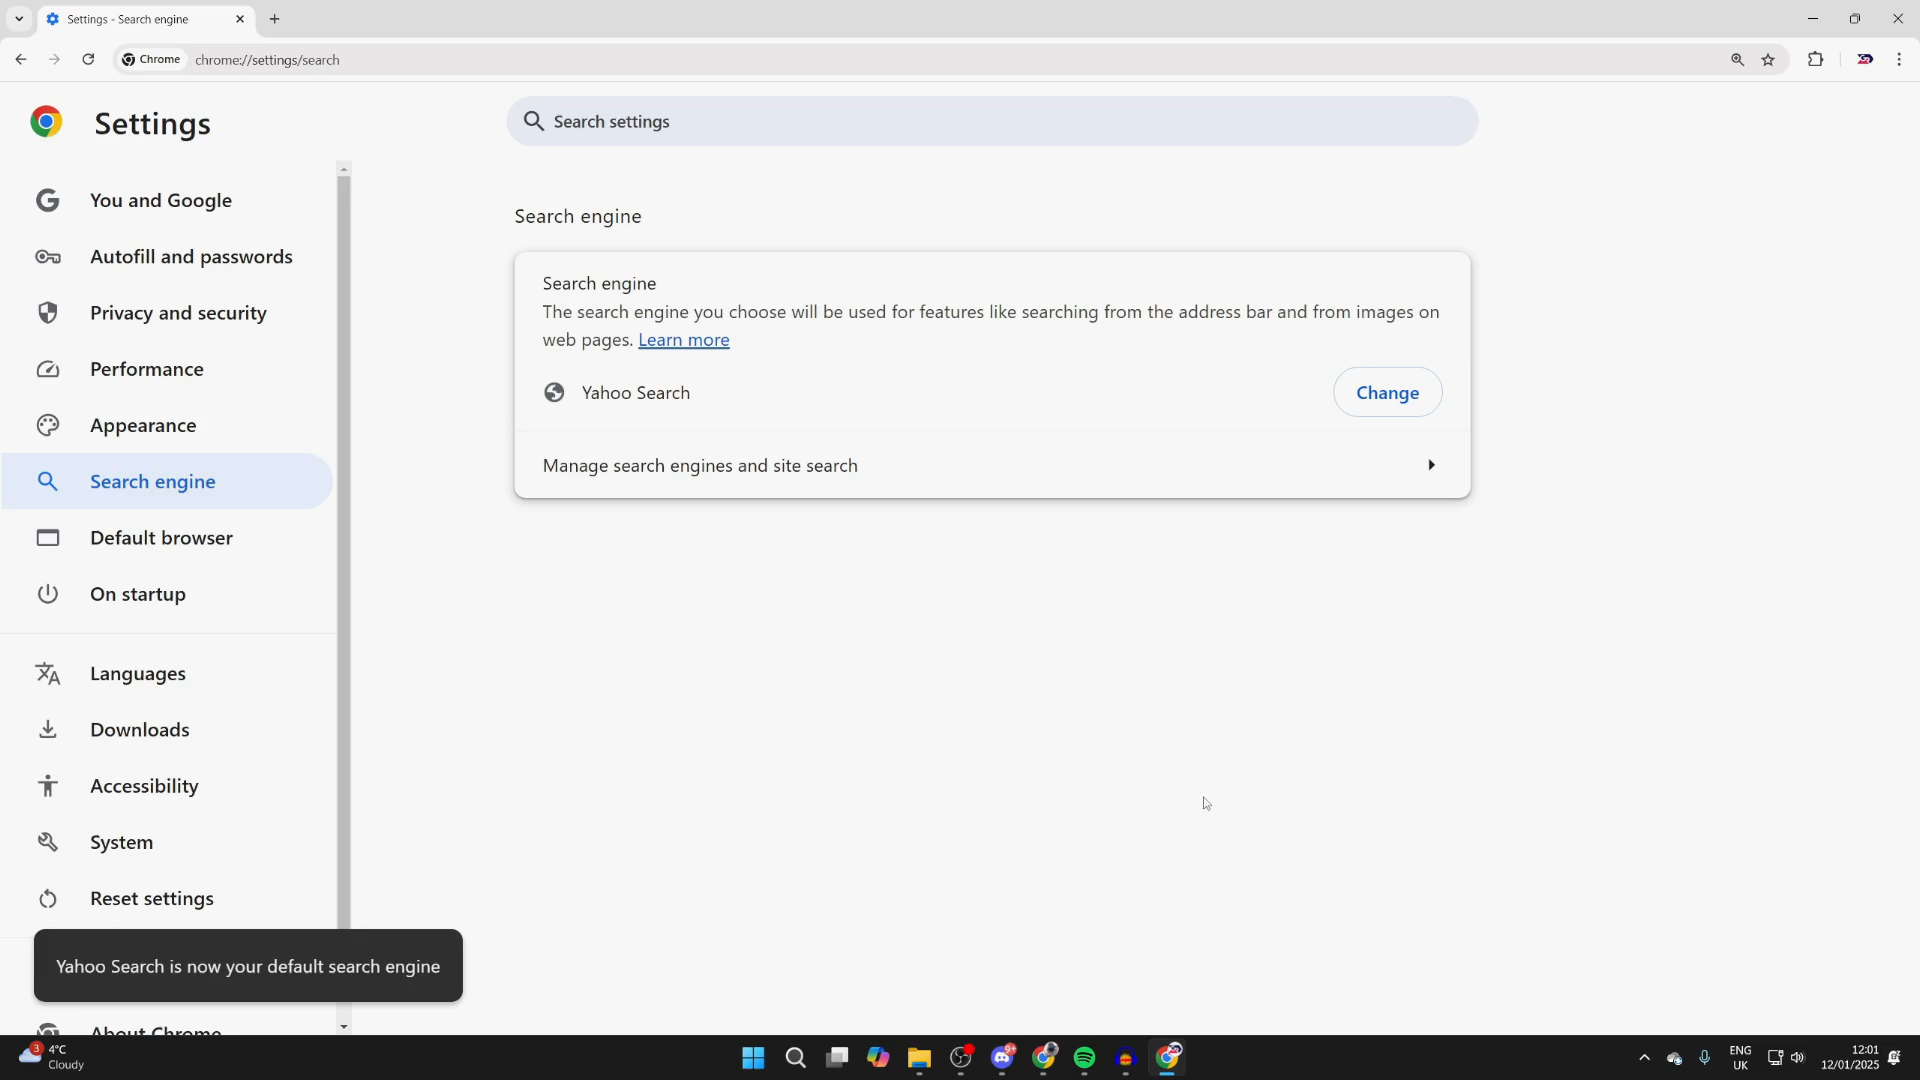 Settings - Search engine
Chrome
chrome://settings/search
Settings
Search settings
You and Google
Autofill and passwords
Privacy and security
Performance
Appearance
Search engine
Default browser
On startup
Languages
Downloads
Accessibility
System
Reset settings
About Chrome
Search engine
Search engine
The search engine you choose will be used for features like searching from the address bar and from images on
web pages. Learn more
Yahoo Search
Change
Manage search engines and site search
Yahoo Search is now your default search engine
3
4°C
Cloudy
9+
ENG
UK
12:01
12/01/2025